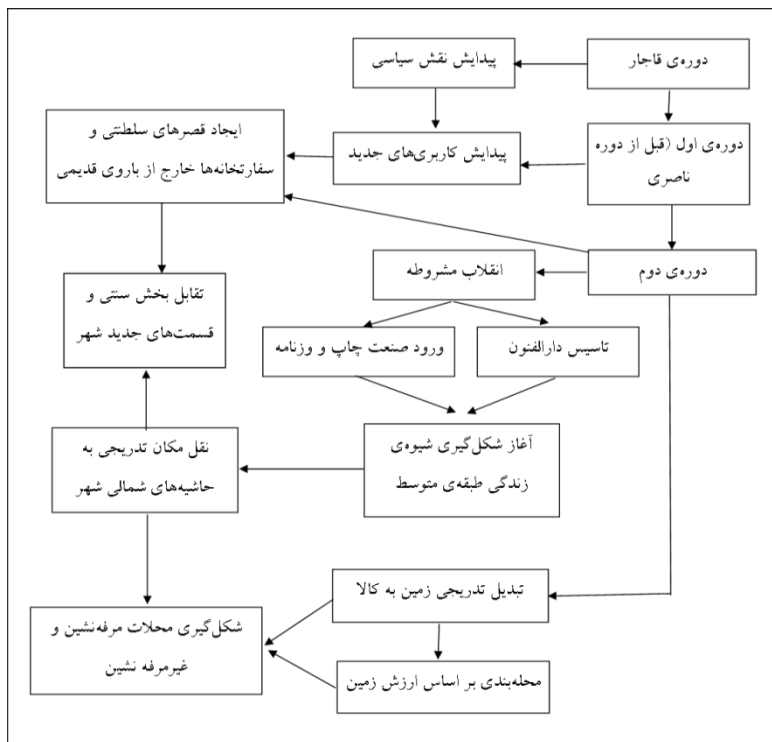 دوره‌ی قاجار
پیدایش نقش سیاسی
دوره‌ی اول (قبل از دوره
ناصری
پیدایش کاربری‌های جدید
ایجاد قصرهای سلطنتی و
سفارتخانه‌ها خارج از باروی قدیمی
دوره‌ی دوم
انقلاب مشروطه
تقابل بخش سنتی و
قسمت‌های جدید شهر
تاسیس دارالفنون
ورود صنعت چاپ و وزنامه
آغاز شکل‌گیری شیوه‌ی
زندگی طبقه‌ی متوسط
نقل مکان تدریجی به
حاشیه‌های شمالی شهر
تبدیل تدریجی زمین به کالا
شکل‌گیری محلات مرفه‌نشین و
غیرمرفه نشین
محله‌بندی بر اساس ارزش زمین